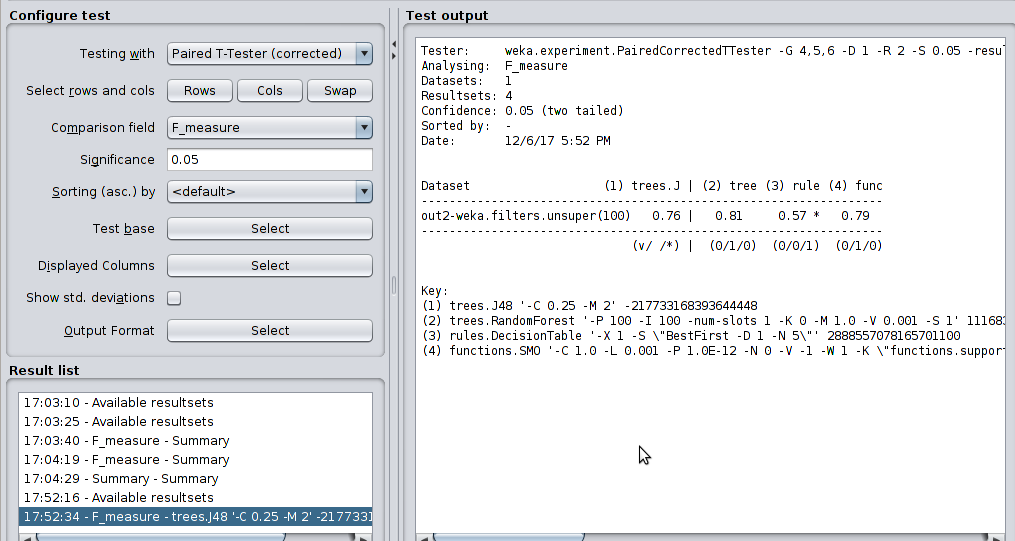 Configure test
Testing with Paired T-Tester (corrected)
Select rows and cols Rows Cols Swap
Comparison field F_measure
Significance 0.05
Sorting (asc.) by <default>
Test base Select
Displayed Columns Select
Show std. deviations
Output Format Select
Result list
17:03:10 - Available resultsets
17:03:25 - Available resultsets
17:03:40 - F_measure - Summary
17:04:19 - F_measure - Summary
17:04:29 - Summary - Summary
17:52:16 - Available resultsets
17:52:34 - F_measure - trees.J48 '-C 0.25 -M 2' -2177331
Test output
Tester:     weka.experiment.PairedCorrectedTTester -G 4,5,6 -D 1 -R 2 -S 0.05 -resul
Analysing:  F_measure
Datasets:   1
Resultsets: 4
Confidence: 0.05 (two tailed)
Sorted by:  -
Date:       12/6/17 5:52 PM
Dataset                   (1) trees.J | (2) tree (3) rule (4) func
------------------------------------------------------------------
out2-weka.filters.unsuper(100)   0.76 |   0.81     0.57 *   0.79
------------------------------------------------------------------
(v/ /*) |  (0/1/0)  (0/0/1)  (0/1/0)
Key:
(1) trees.J48 '-C 0.25 -M 2' -217733168393644448
(2) trees.RandomForest '-P 100 -I 100 -num-slots 1 -K 0 -M 1.0 -V 0.001 -S 1' 111683
(3) rules.DecisionTable '-X 1 -S \"BestFirst -D 1 -N 5\"' 2888557078165701100
(4) functions.SMO '-C 1.0 -L 0.001 -P 1.0E-12 -N 0 -V -1 -W 1 -K \"functions.suppor